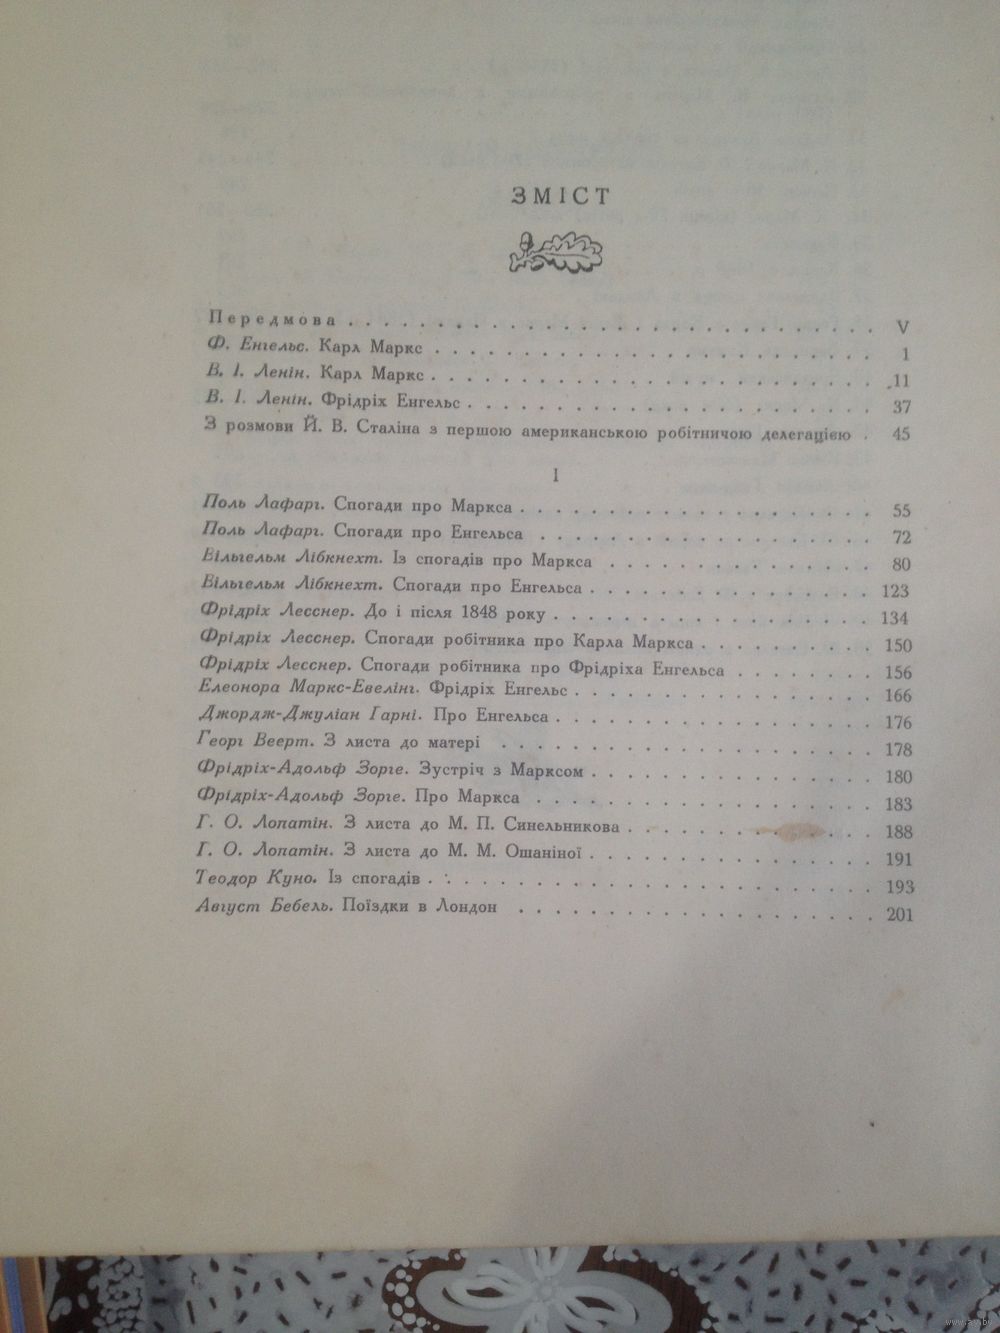 ЗМІСТ
Передмова . . . . . . . . . . . . . . . . . . . . . . . . . . . . . V
Ф. Енгельс. Карл Маркс . . . . . . . . . . . . . . . . . . . . . . . . 1
В. І. Ленін. Карл Маркс . . . . . . . . . . . . . . . . . . . . . . . . 11
В. І. Ленін. Фрідріх Енгельс . . . . . . . . . . . . . . . . . . . . . . 37
З розмови Й. В. Сталіна з першою американською робітничою делегацією . 45
I
Поль Лафарг. Спогади про Маркса . . . . . . . . . . . . . . . . . . . . 55
Поль Лафарг. Спогади про Енгельса . . . . . . . . . . . . . . . . . . . 72
Вільгельм Лібкнехт. Із спогадів про Маркса . . . . . . . . . . . . . . . 80
Вільгельм Лібкнехт. Спогади про Енгельса . . . . . . . . . . . . . . . . 123
Фрідріх Лесснер. До і після 1848 року . . . . . . . . . . . . . . . . . . 134
Фрідріх Лесснер. Спогади робітника про Карла Маркса . . . . . . . . . . 150
Фрідріх Лесснер. Спогади робітника про Фрідріха Енгельса . . . . . . . . 156
Елеонора Маркс-Евелінг. Фрідріх Енгельс . . . . . . . . . . . . . . . . 166
Джордж-Джуліан Гарні. Про Енгельса . . . . . . . . . . . . . . . . . . 176
Георг Веерт. З листа до матері . . . . . . . . . . . . . . . . . . . . . 178
Фрідріх-Адольф Зорге. Зустріч з Марксом . . . . . . . . . . . . . . . . 180
Фрідріх-Адольф Зорге. Про Маркса . . . . . . . . . . . . . . . . . . . 183
Г. О. Лопатін. З листа до М. П. Синельникова . . . . . . . . . . . . . . 188
Г. О. Лопатін. З листа до М. М. Ошаніної . . . . . . . . . . . . . . . . 191
Теодор Куно. Із спогадів . . . . . . . . . . . . . . . . . . . . . . . . 193
Август Бебель. Поїздки в Лондон . . . . . . . . . . . . . . . . . . . . 201
www.ay.by